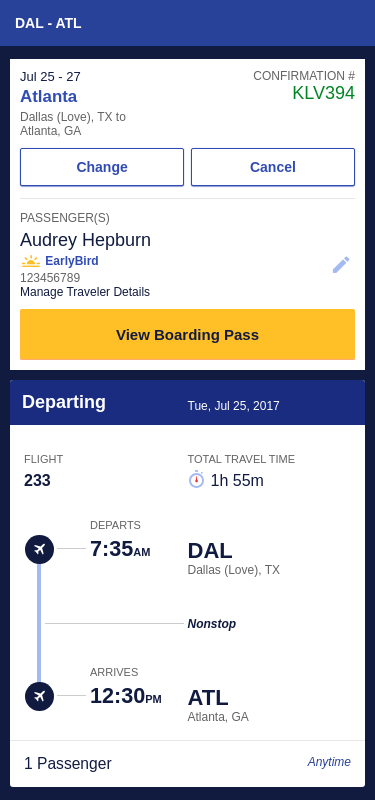 DAL - ATL
Jul 25 - 27
CONFIRMATION #
Atlanta
KLV394
Dallas (Love), TX to
Atlanta, GA
Change
Cancel
PASSENGER(S)
Audrey Hepburn
EarlyBird
123456789
Manage Traveler Details
View Boarding Pass
Departing
Tue, Jul 25, 2017
FLIGHT
TOTAL TRAVEL TIME
233
1h 55m
DEPARTS
7:35AM
DAL
Dallas (Love), TX
Nonstop
ARRIVES
12:30PM
ATL
Atlanta, GA
1 Passenger
Anytime